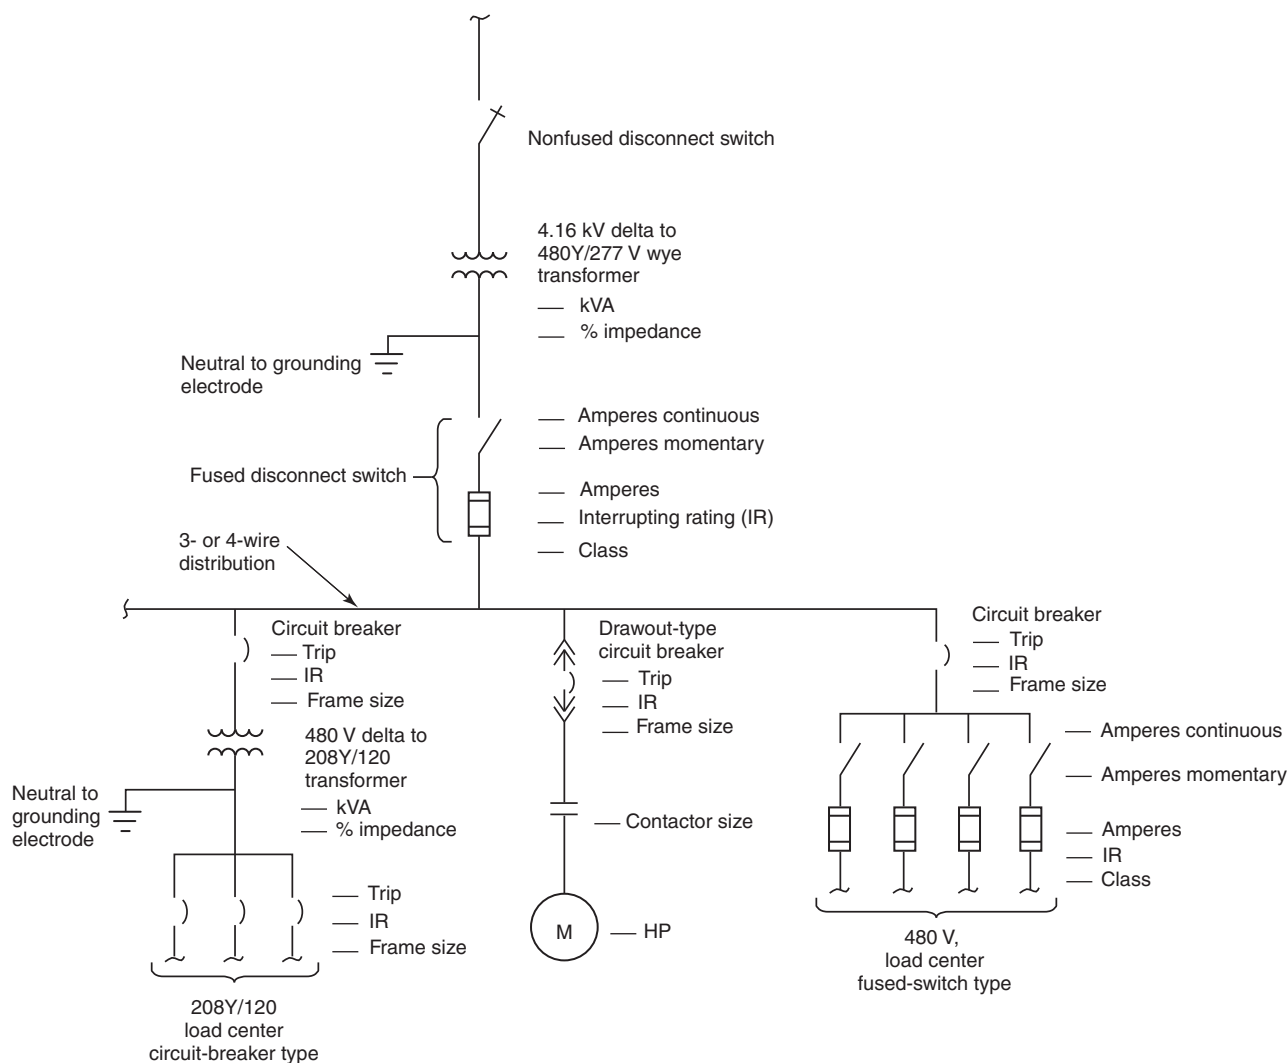 Nonfused disconnect switch
4.16 kV delta to
480Y/277 V wye
transformer
kVA
% impedance
Neutral to grounding
electrode
Amperes continuous
Amperes momentary
Fused disconnect switch
Amperes
Interrupting rating (IR)
Class
3- or 4-wire
distribution
Circuit breaker
Trip
IR
Frame size
480 V delta to
208Y/120
transformer
kVA
% impedance
Neutral to
grounding
electrode
Trip
IR
Frame size
208Y/120
load center
circuit-breaker type
Drawout-type
circuit breaker
Trip
IR
Frame size
Contactor size
M
HP
Circuit breaker
Trip
IR
Frame size
Amperes continuous
Amperes momentary
Amperes
IR
Class
480 V,
load center
fused-switch type